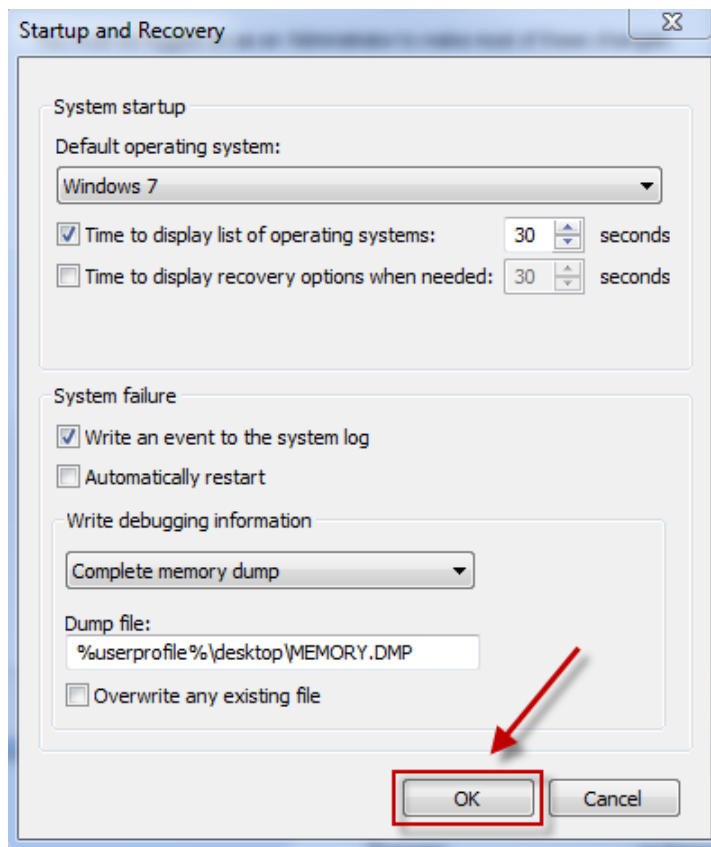 Startup and Recovery
System startup
Default operating system:
Windows 7
Time to display list of operating systems: 30 seconds
Time to display recovery options when needed: 30 seconds
System failure
Write an event to the system log
Automatically restart
Write debugging information
Complete memory dump
Dump file:
%userprofile%\desktop\MEMORY.DMP
Overwrite any existing file
OK Cancel